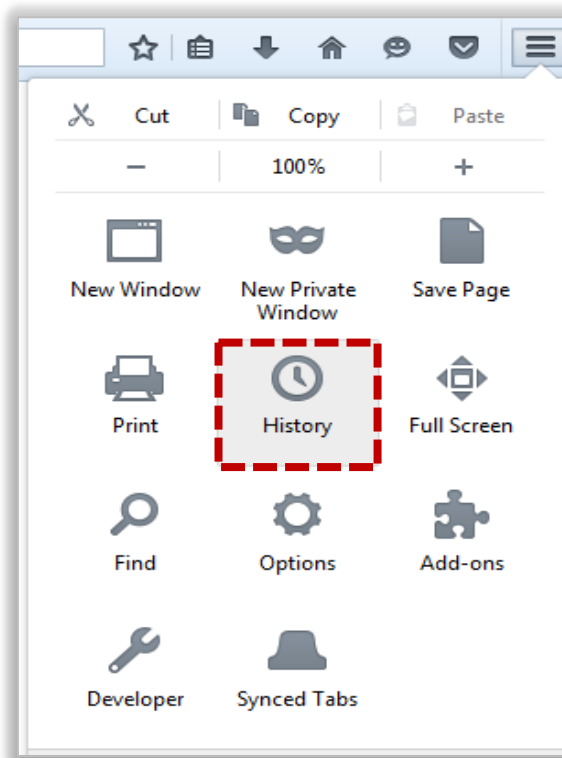 Cut Copy Paste
− 100% +
New Window New Private Window Save Page
Print History Full Screen
Find Options Add-ons
Developer Synced Tabs